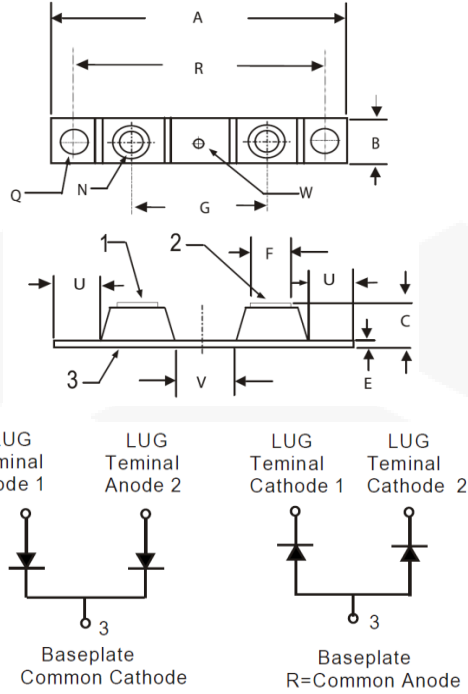 A
R
B
Q
N
W
G
1
2
F
U
U
C
3
V
E
LUG
Teminal
Anode 2
LUG
Teminal
Cathode 1
LUG
Teminal
Cathode 2
3
Baseplate
Common Cathode
3
Baseplate
R=Common Anode